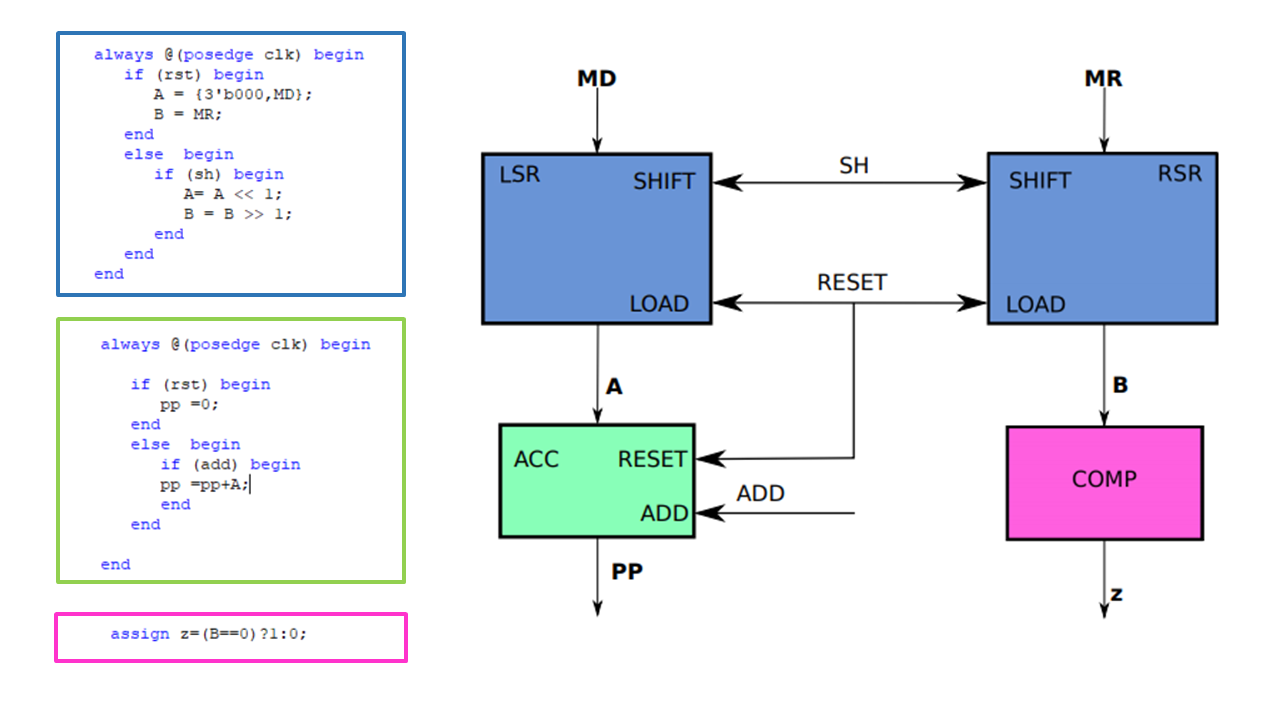 always @(posedge clk) begin
if (rst) begin
A = {3'b000,MD};
B = MR;
end
else  begin
if (sh) begin
A= A << 1;
B = B >> 1;
end
end
end
always @(posedge clk) begin
if (rst) begin
pp =0;
end
else  begin
if (add) begin
pp =pp+A;
end
end
end
assign z=(B==0)?1:0;
MD
MR
LSR
SHIFT
SH
SHIFT
RSR
RESET
LOAD
LOAD
A
B
ACC
RESET
COMP
ADD
ADD
PP
z